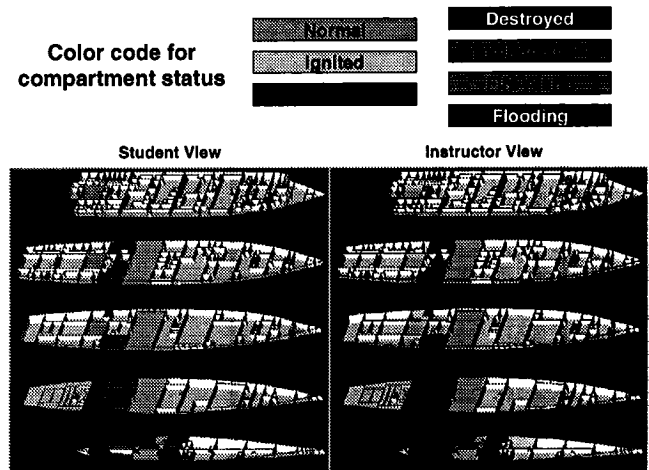 Color code for
compartment status
Normal
Ignited
Destroyed
Flooding
Student View
Instructor View